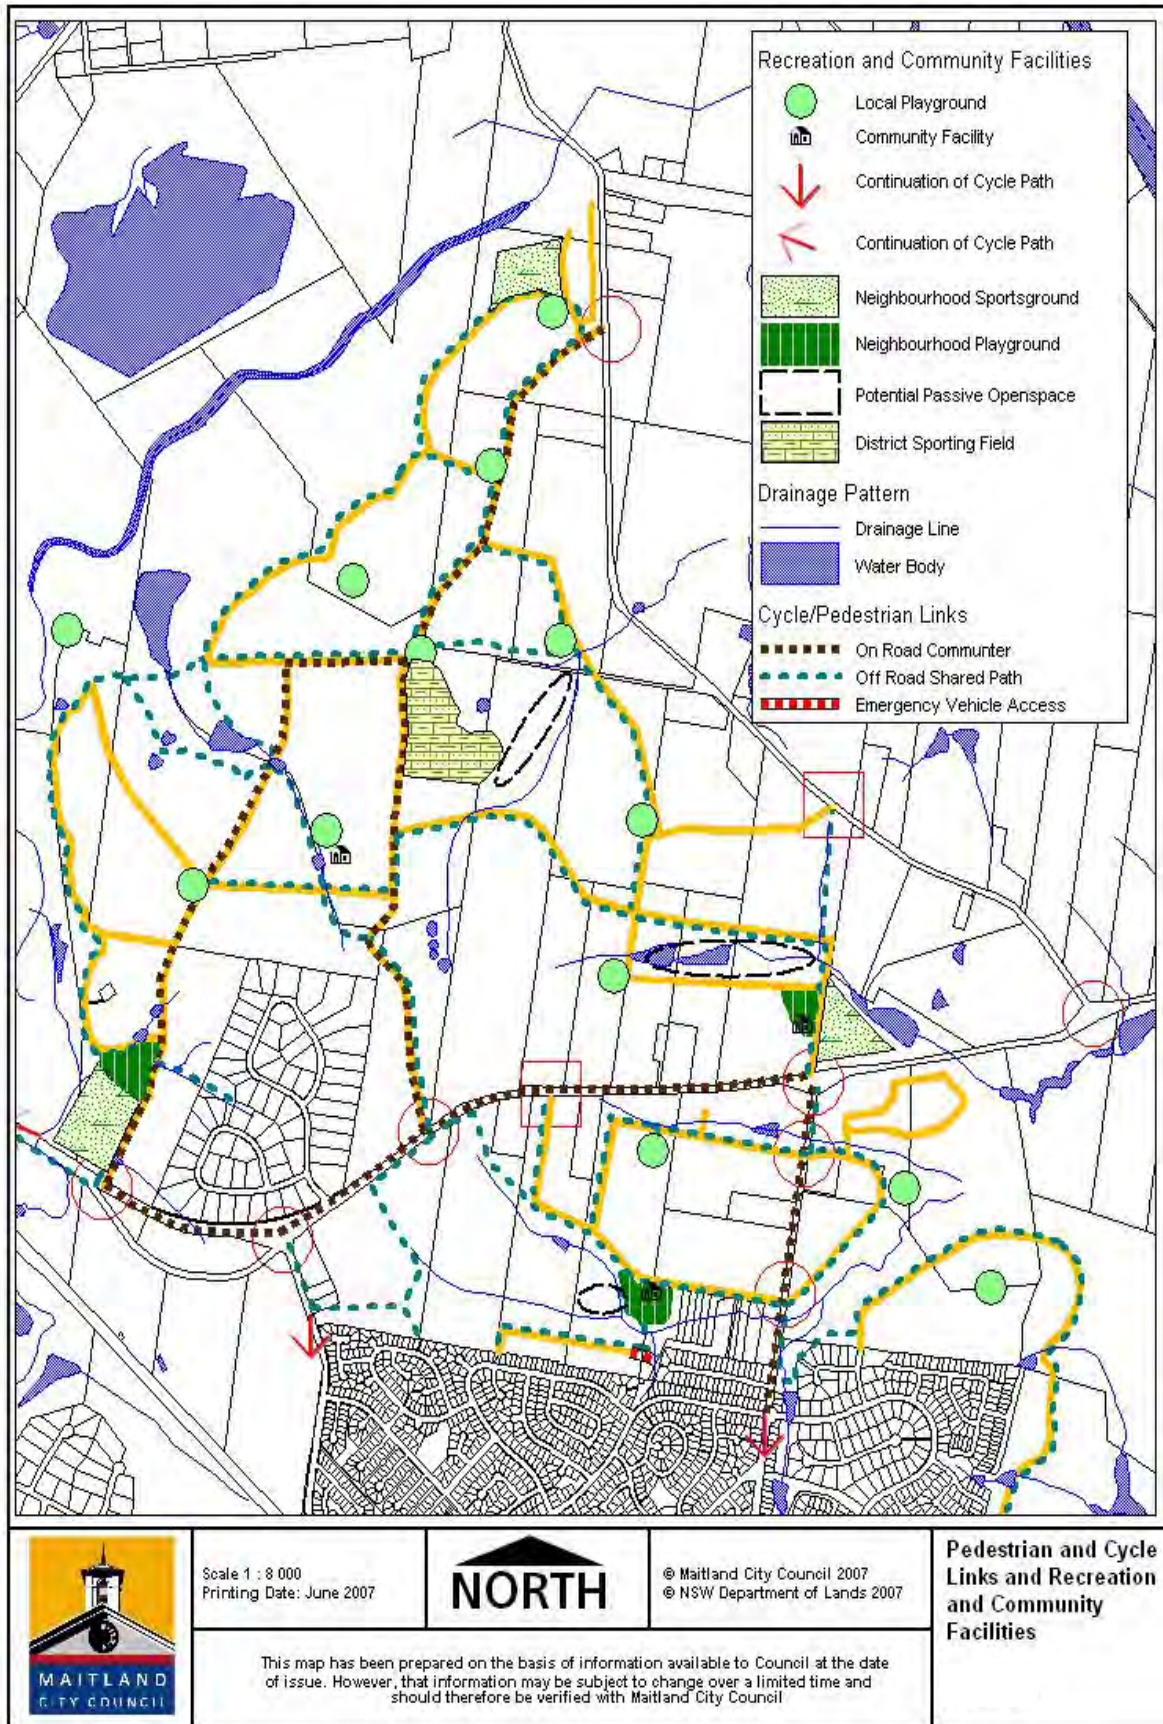 Recreation and Community Facilities
Local Playground
Community Facility
Continuation of Cycle Path
Continuation of Cycle Path
Neighbourhood Sportsground
Neighbourhood Playground
Potential Passive Openspace
District Sporting Field
Drainage Pattern
Drainage Line
Water Body
Cycle/Pedestrian Links
On Road Communter
Off Road Shared Path
Emergency Vehicle Access
MAITLAND
CITY COUNCIL
Scale 1 : 8 000
Printing Date: June 2007
NORTH
© Maitland City Council 2007
© NSW Department of Lands 2007
This map has been prepared on the basis of information available to Council at the date
of issue. However, that information may be subject to change over a limited time and
should therefore be verified with Maitland City Council
Pedestrian and Cycle
Links and Recreation
and Community
Facilities